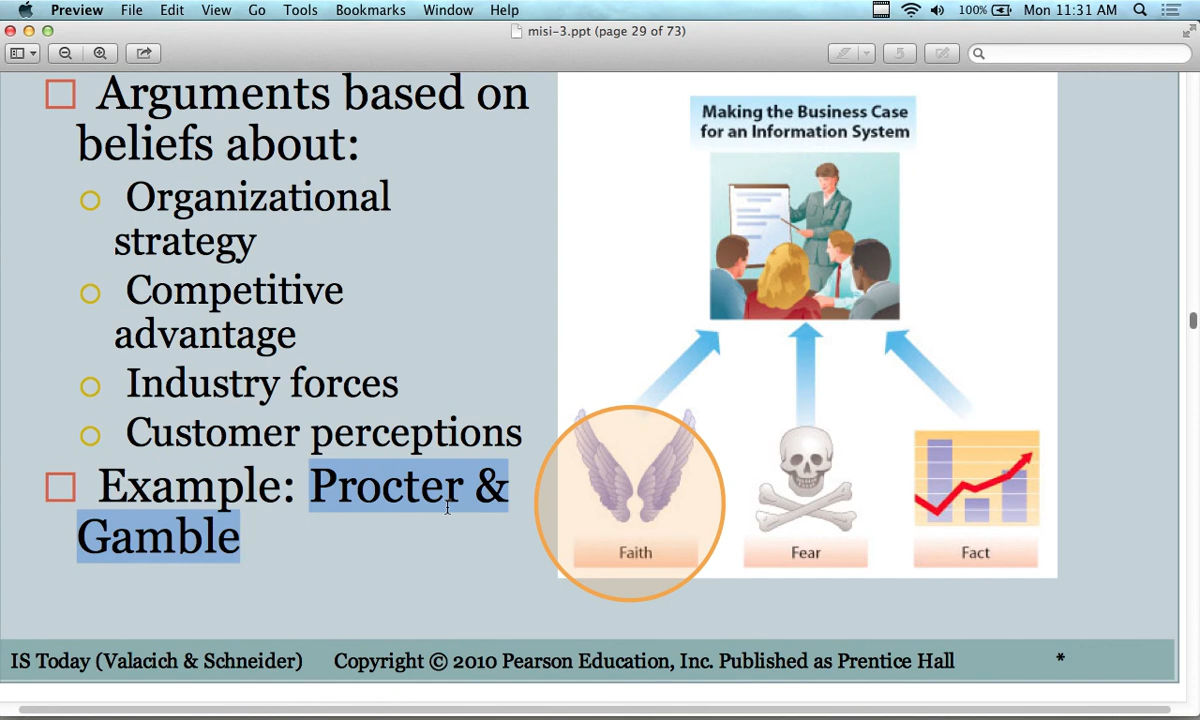 Preview File Edit View Go Tools Bookmarks Window Help 100% Mon 11:31 AM
misi-3.ppt (page 29 of 73)
Arguments based on
beliefs about:
Organizational
strategy
Competitive
advantage
Industry forces
Customer perceptions
Example: Procter &
Gamble
Making the Business Case
for an Information System
Faith
Fear
Fact
IS Today (Valacich & Schneider) Copyright © 2010 Pearson Education, Inc. Published as Prentice Hall *